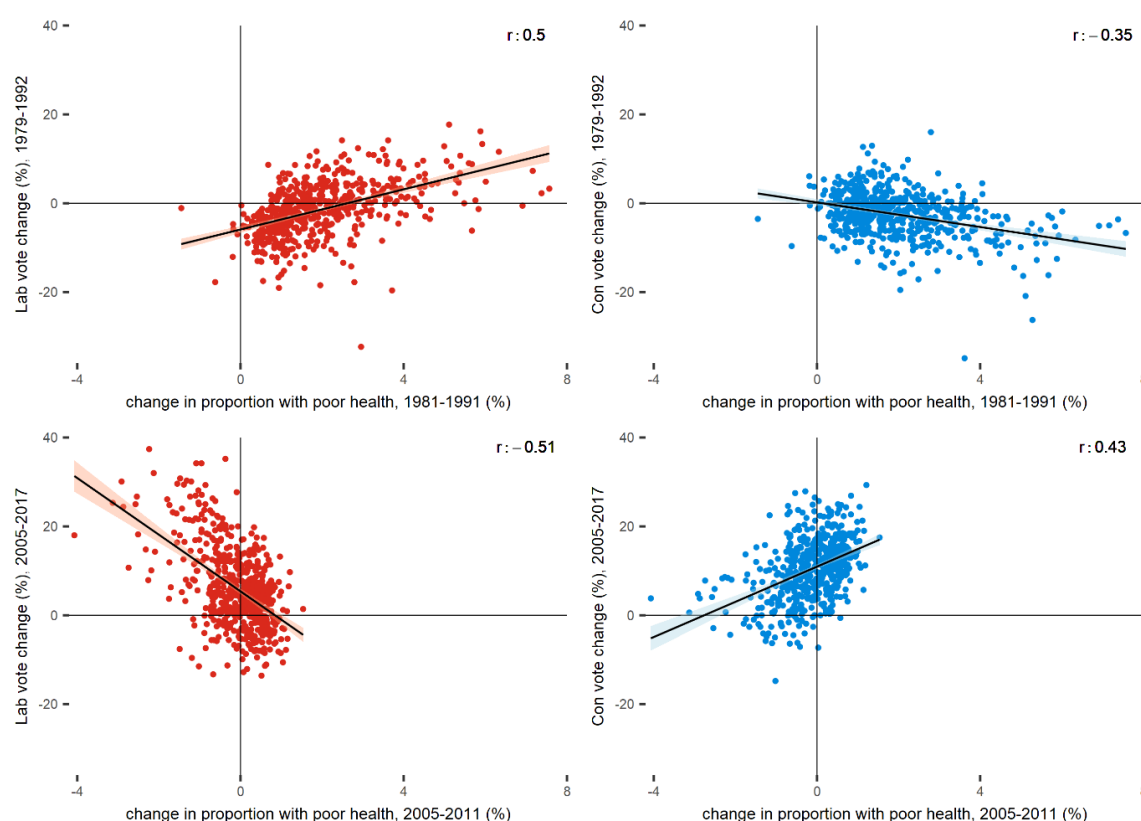 40
r: 0.5
Lab vote change (%), 1979-1992
20
0
-20
-4
0
4
8
change in proportion with poor health, 1981-1991 (%)
40
r: − 0.35
Con vote change (%), 1979-1992
20
0
-20
-4
0
4
8
change in proportion with poor health, 1981-1991 (%)
40
r: − 0.51
Lab vote change (%), 2005-2017
20
0
-20
-4
0
4
8
change in proportion with poor health, 2005-2011 (%)
40
r: 0.43
Con vote change (%), 2005-2017
20
0
-20
-4
0
4
8
change in proportion with poor health, 2005-2011 (%)